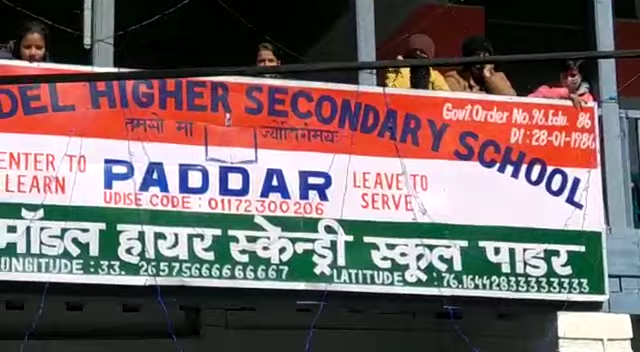 DEL HIGHER SECONDARY SCHOOL
Govt. Order No. 96. Edu. 86
Dt: 28-01-1986
तमसो मा ज्योतिर्गमयः
ENTER TO LEARN
PADDAR
LEAVE TO SERVE
UDISE CODE : 01172300206
मॉडल हायर स्केन्ड्री स्कूल पाडर
ONGITUDE : 33. 26575666666667 LATITUDE : 76.16442833333333